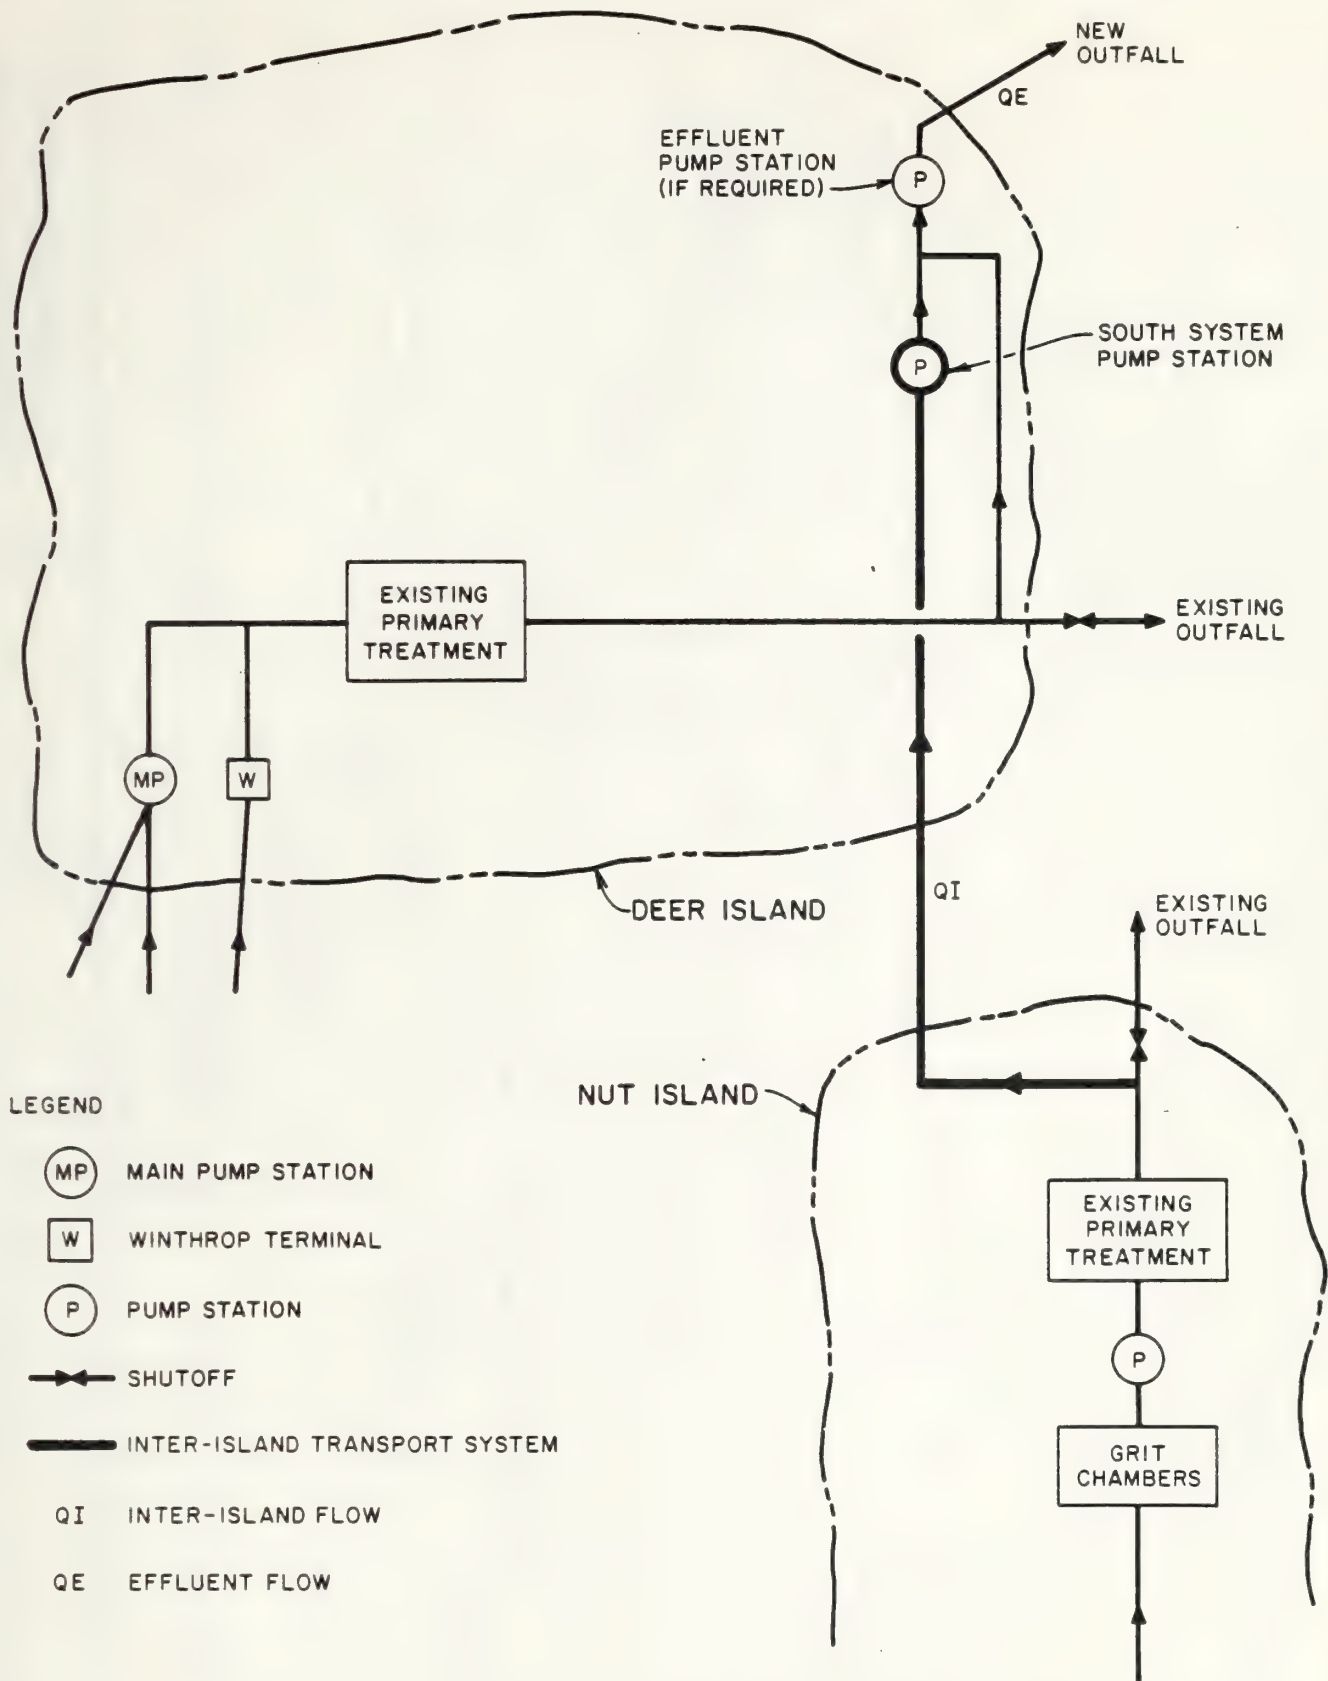 NEW
OUTFALL
QE
EFFLUENT
PUMP STATION
(IF REQUIRED)
P
SOUTH SYSTEM
PUMP STATION
P
EXISTING
PRIMARY
TREATMENT
EXISTING
OUTFALL
MP
W
QI
DEER ISLAND
EXISTING
OUTFALL
NUT ISLAND
EXISTING
PRIMARY
TREATMENT
P
GRIT
CHAMBERS
LEGEND
MP MAIN PUMP STATION
W WINTHROP TERMINAL
P PUMP STATION
SHUTOFF
INTER-ISLAND TRANSPORT SYSTEM
QI INTER-ISLAND FLOW
QE EFFLUENT FLOW